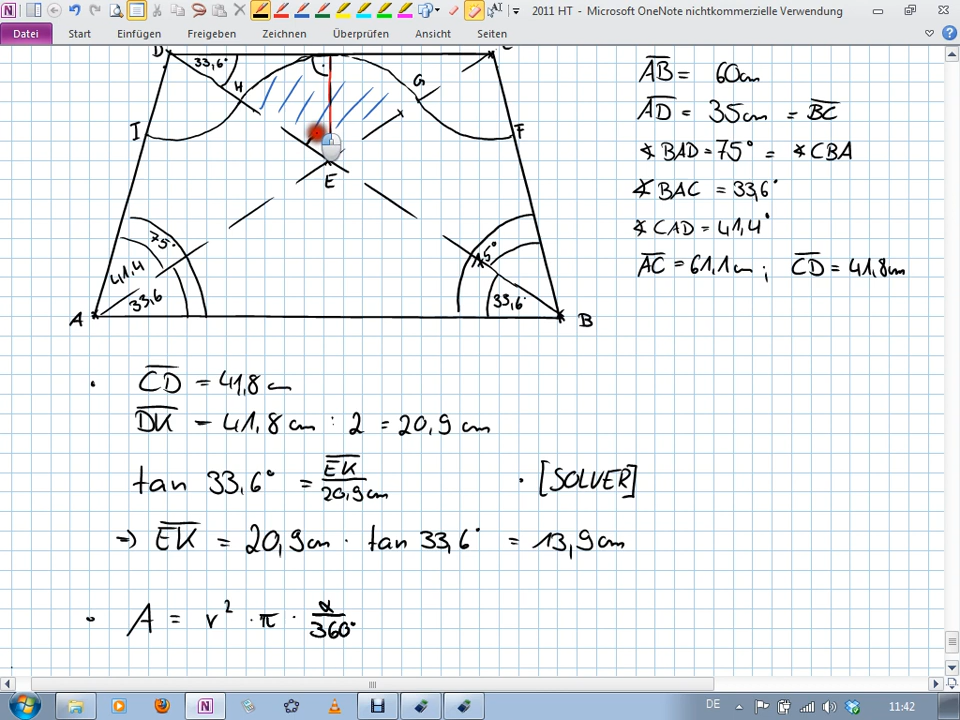 2011 HT - Microsoft OneNote nichtkommerzielle Verwendung
Datei Start Einfügen Freigeben Zeichnen Überprüfen Ansicht Seiten
D
33,6°
H
G
I
F
E
75°
41,4
33,6
A
75°
33,6°
B
AB = 60cm
AD = 35cm = BC
∢ BAD = 75° = ∢ CBA
∢ BAC = 33,6°
∢ CAD = 41,4°
AC = 61,1cm ; CD = 41,8cm
· CD = 41,8cm
DK = 41,8cm : 2 = 20,9cm
tan 33,6° = EK / 20,9cm · [SOLVER]
⇒ EK = 20,9cm · tan 33,6° = 13,9cm
· A = r² · π · α / 360°
DE 11:42